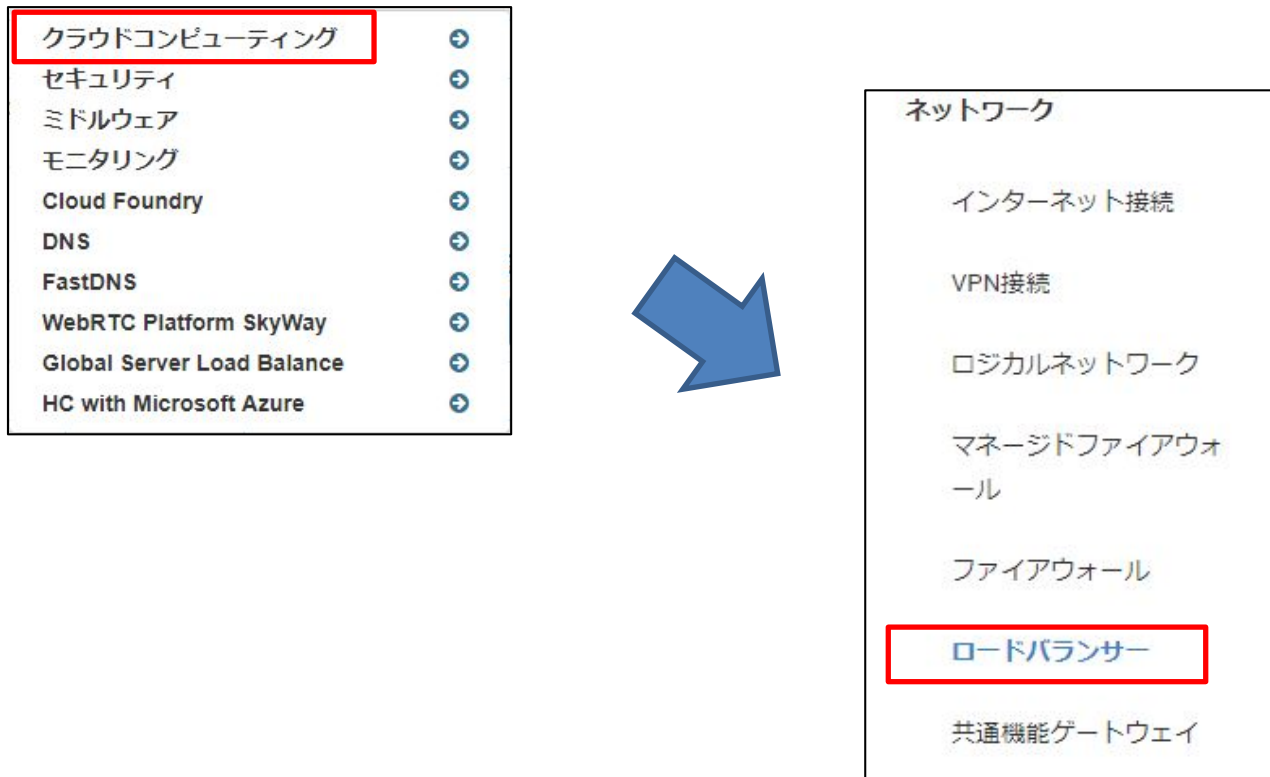 クラウドコンピューティング
セキュリティ
ミドルウェア
モニタリング
Cloud Foundry
DNS
FastDNS
WebRTC Platform SkyWay
Global Server Load Balance
HC with Microsoft Azure
ネットワーク
インターネット接続
VPN接続
ロジカルネットワーク
マネージドファイアウォ
ール
ファイアウォール
ロードバランサー
共通機能ゲートウェイ